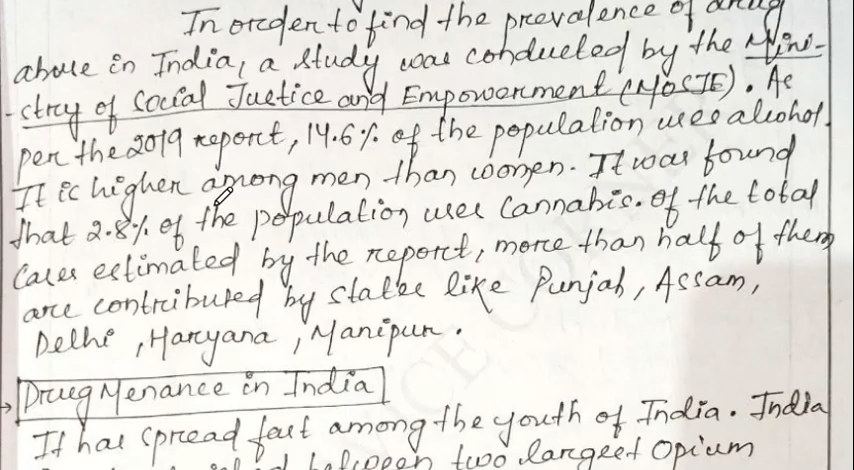 In order to find the prevalence of drug
abuse in India, a study was conducted by the Mini-
-stry of Social Justice and Empowerment (MOSJE). As
per the 2019 report, 14.6% of the population uses alcohol.
It is higher among men than women. It was found
that 2.8% of the population uses Cannabis. Of the total
Cases estimated by the report, more than half of them
are contributed by states like Punjab, Assam,
Delhi, Haryana, Manipur.
→ Drug Menance in India
It has spread fast among the youth of India. India
between two largest Opium